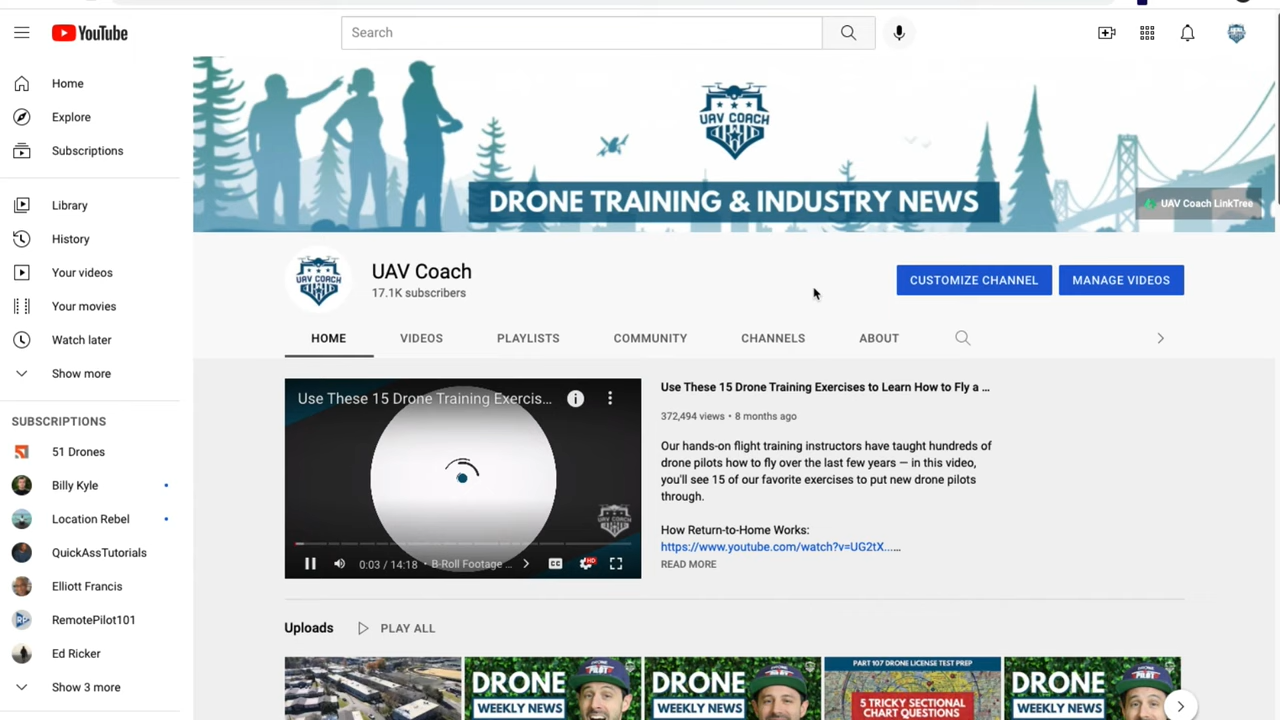 YouTube
Search
Home
Explore
Subscriptions
Library
History
Your videos
Your movies
Watch later
Show more
SUBSCRIPTIONS
51 Drones
Billy Kyle
Location Rebel
QuickAssTutorials
Elliott Francis
RemotePilot101
Ed Ricker
Show 3 more
UAV COACH
DRONE TRAINING & INDUSTRY NEWS
UAV Coach LinkTree
UAV COACH
UAV Coach
17.1K subscribers
CUSTOMIZE CHANNEL
MANAGE VIDEOS
HOME VIDEOS PLAYLISTS COMMUNITY CHANNELS ABOUT
Use These 15 Drone Training Exercis...
UAV COACH
0:03 / 14:18 • B-Roll Footage ...
CC
HD
Use These 15 Drone Training Exercises to Learn How to Fly a ...
372,494 views • 8 months ago
Our hands-on flight training instructors have taught hundreds of
drone pilots how to fly over the last few years — in this video,
you'll see 15 of our favorite exercises to put new drone pilots
through.
How Return-to-Home Works:
https://www.youtube.com/watch?v=UG2tX......
READ MORE
Uploads
PLAY ALL
DRONE
WEEKLY NEWS
DRONE
WEEKLY NEWS
PART 107 DRONE LICENSE TEST PREP
5 TRICKY SECTIONAL
CHART QUESTIONS
DRONE
WEEKLY NEWS